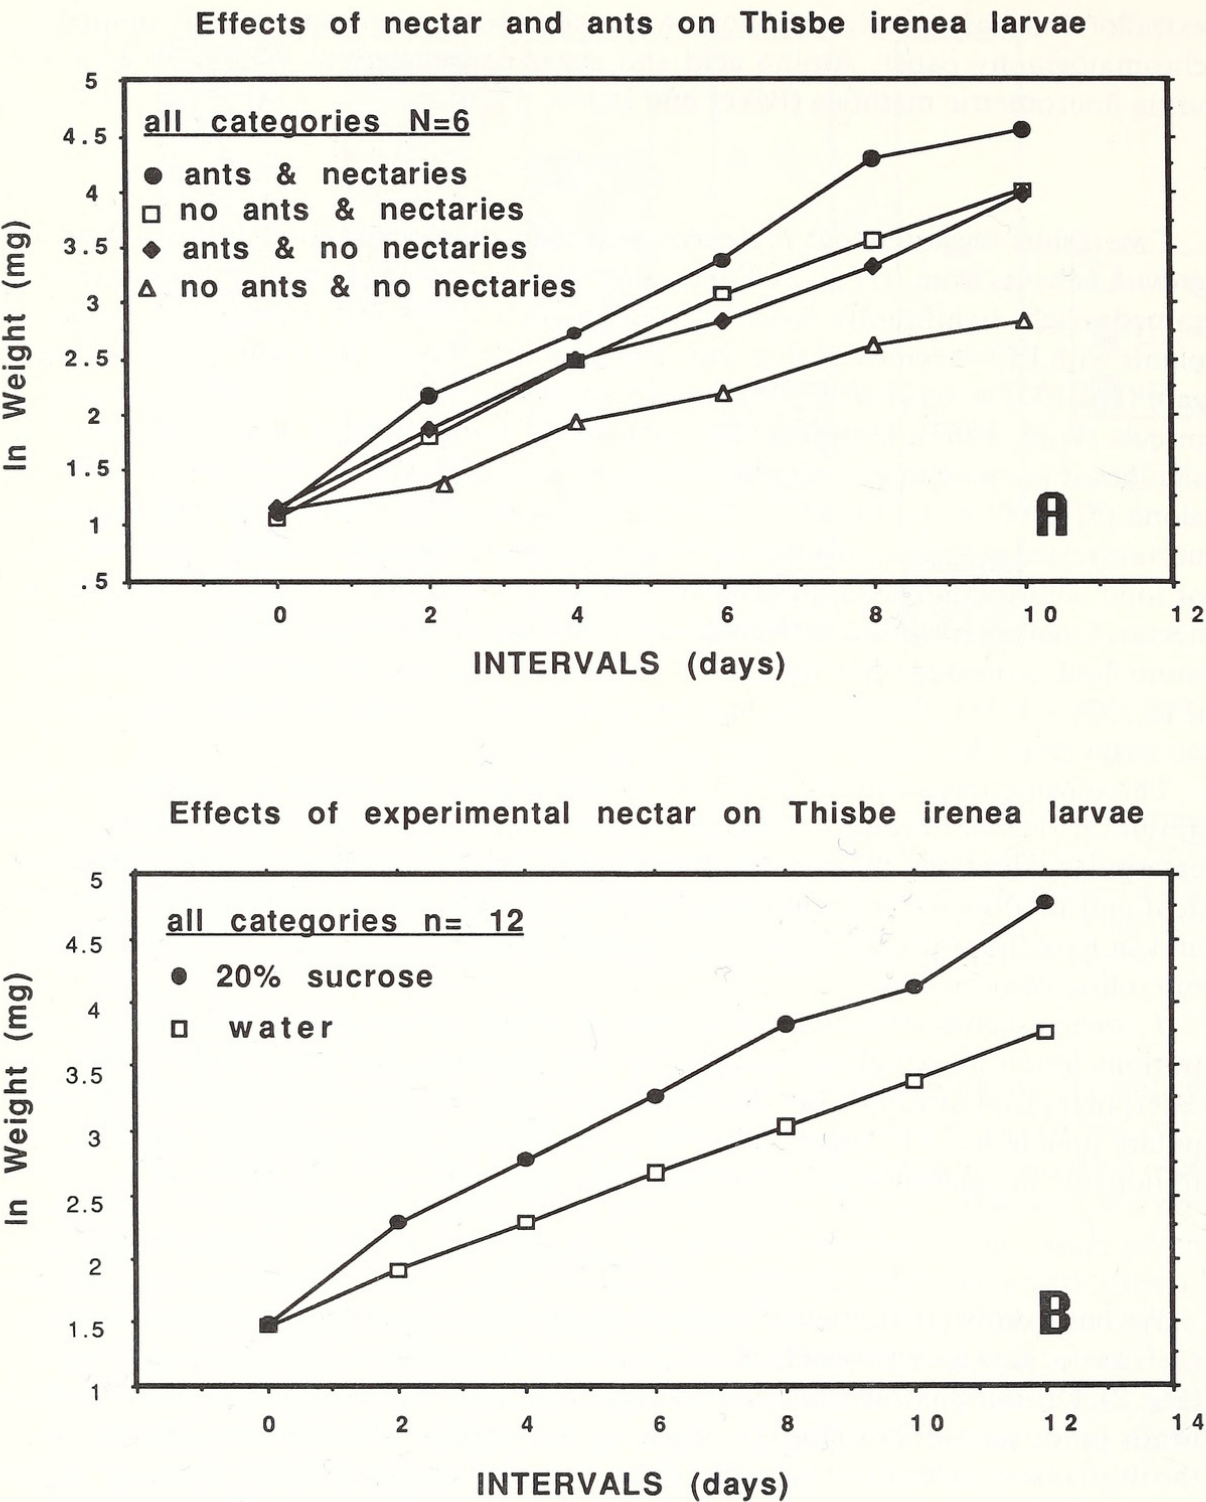 Effects of nectar and ants on Thisbe irenea larvae
5
4.5
4
3.5
3
2.5
2
1.5
1
.5
ln Weight (mg)
all categories N=6
ants & nectaries
no ants & nectaries
ants & no nectaries
no ants & no nectaries
A
0 2 4 6 8 10 12
INTERVALS (days)
Effects of experimental nectar on Thisbe irenea larvae
5
4.5
4
3.5
3
2.5
2
1.5
1
ln Weight (mg)
all categories n= 12
20% sucrose
water
B
0 2 4 6 8 10 12 14
INTERVALS (days)